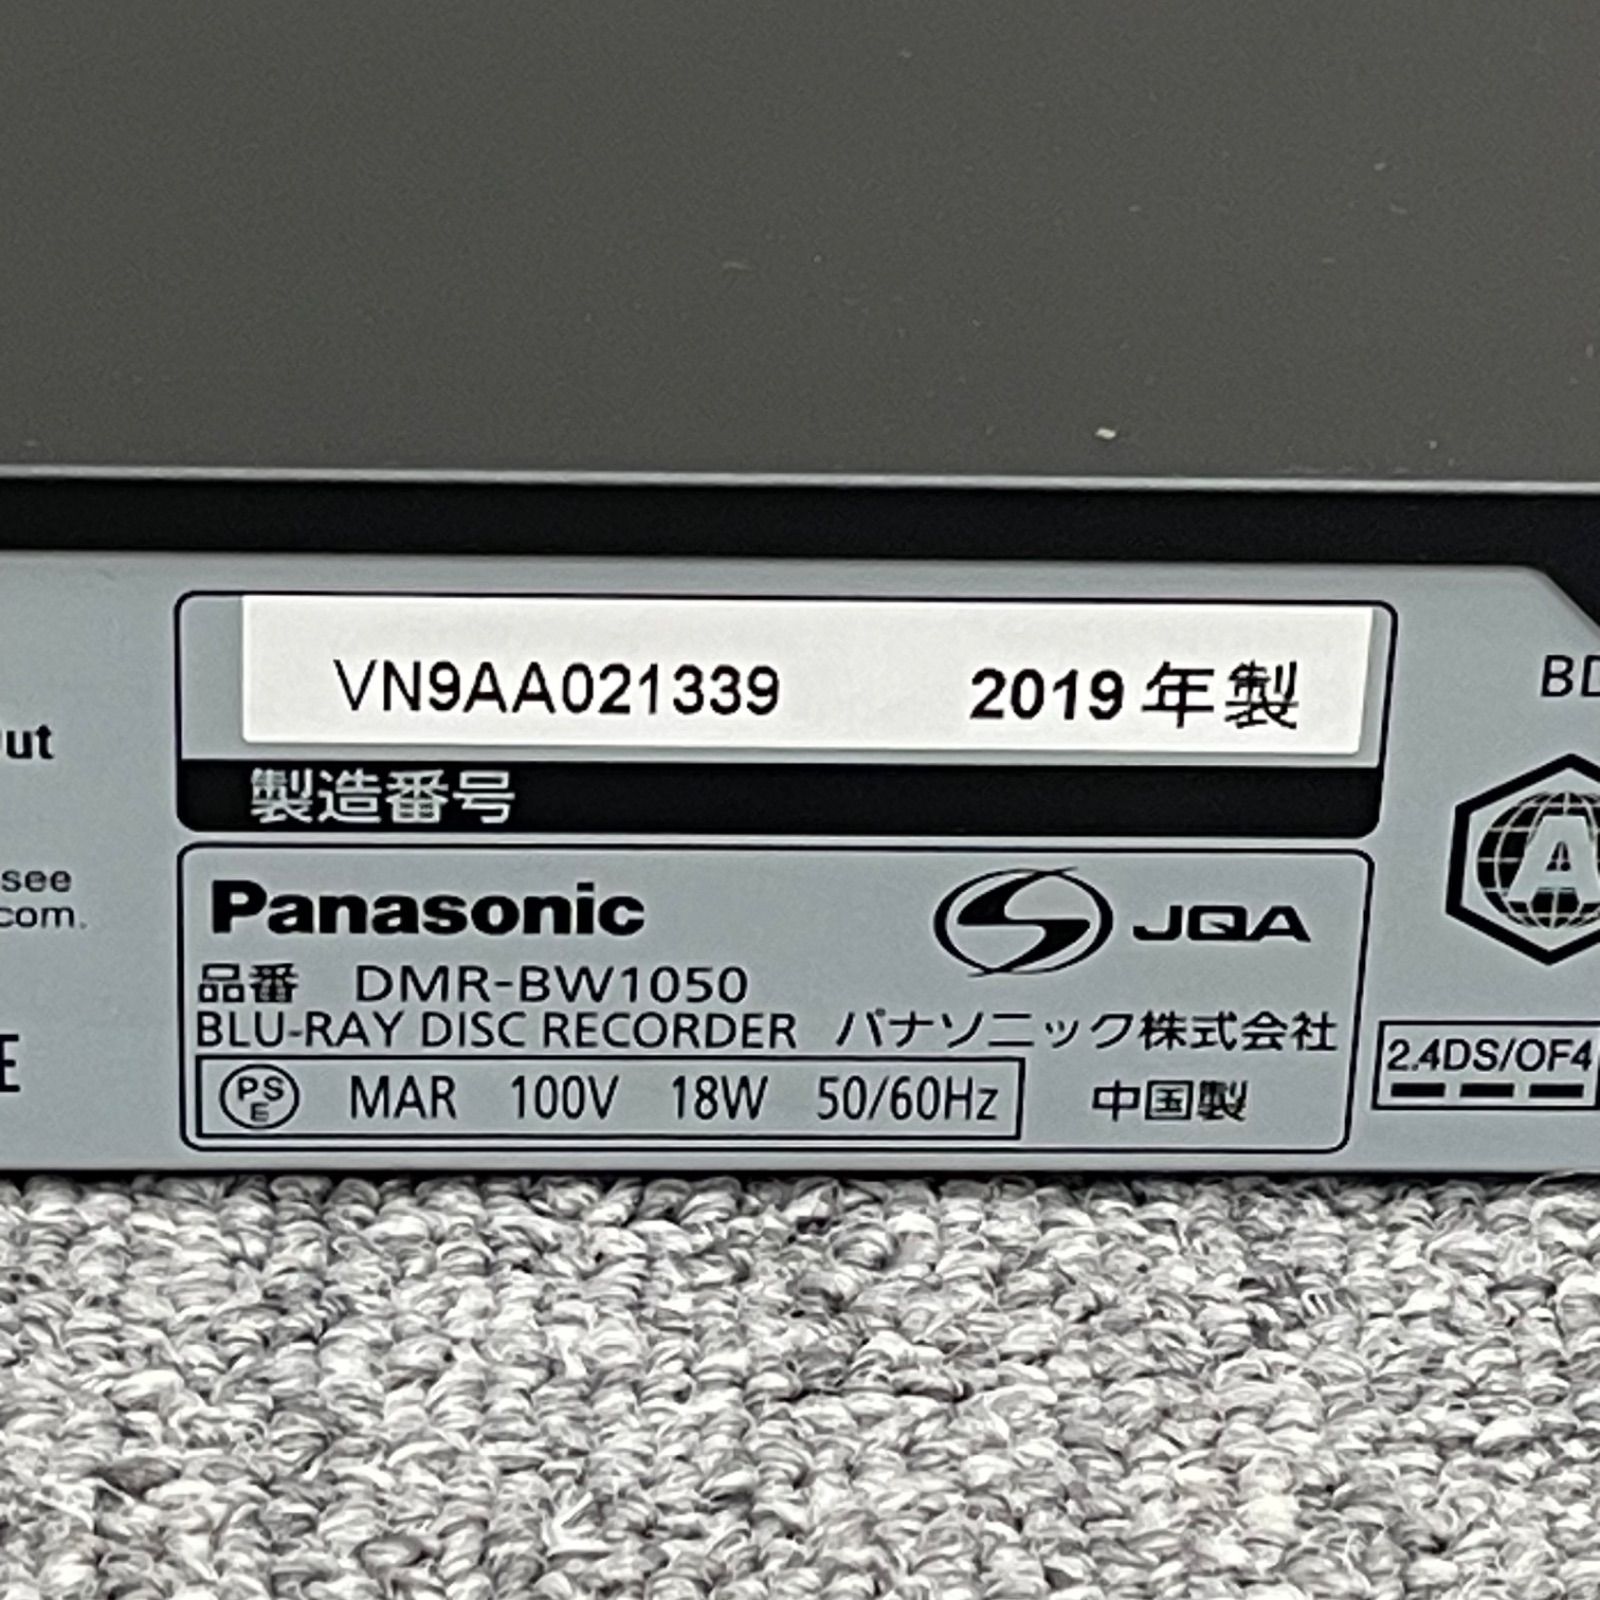 VN9AA021339 2019 年製
製造番号
ut
see
com.
E
Panasonic
JQA
品番 DMR-BW1050
BLU-RAY DISC RECORDER パナソニック株式会社
PS E MAR 100V 18W 50/60Hz 中国製
BD
A
2.4DS/OF4